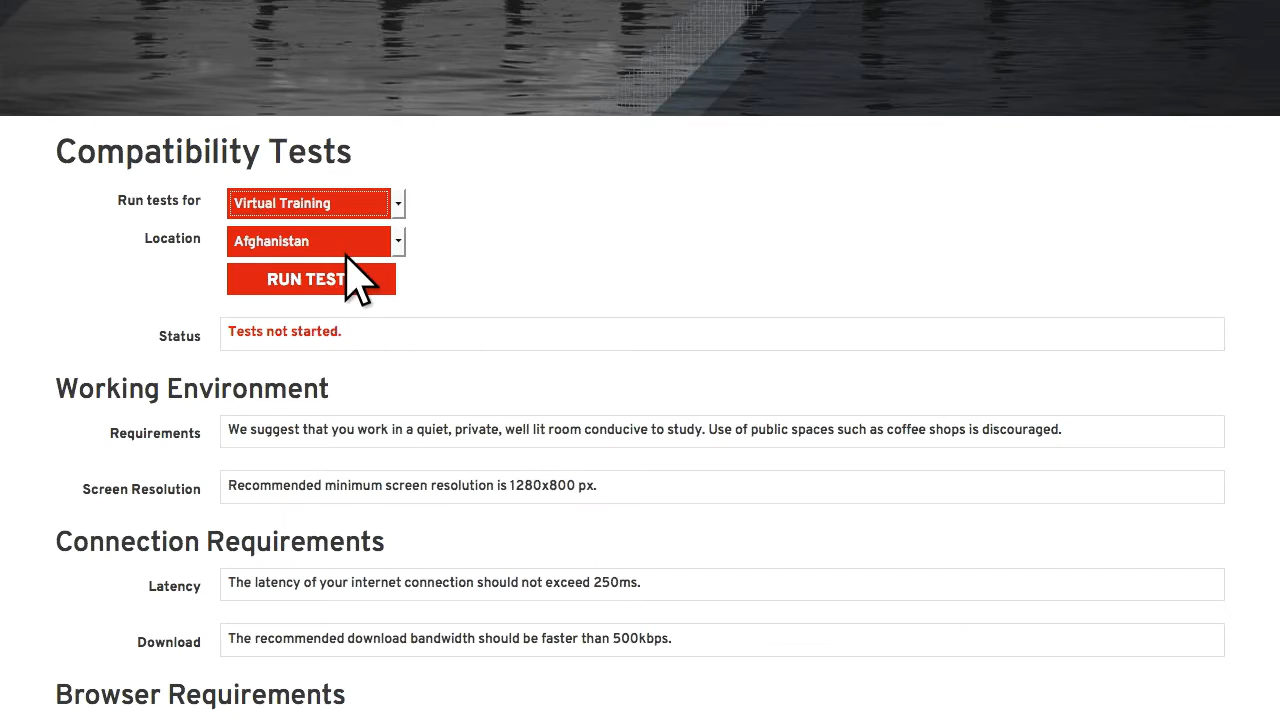 Compatibility Tests
Run tests for
Virtual Training
Location
Afghanistan
RUN TEST
Status
Tests not started.
Working Environment
Requirements
We suggest that you work in a quiet, private, well lit room conducive to study. Use of public spaces such as coffee shops is discouraged.
Screen Resolution
Recommended minimum screen resolution is 1280x800 px.
Connection Requirements
Latency
The latency of your internet connection should not exceed 250ms.
Download
The recommended download bandwidth should be faster than 500kbps.
Browser Requirements